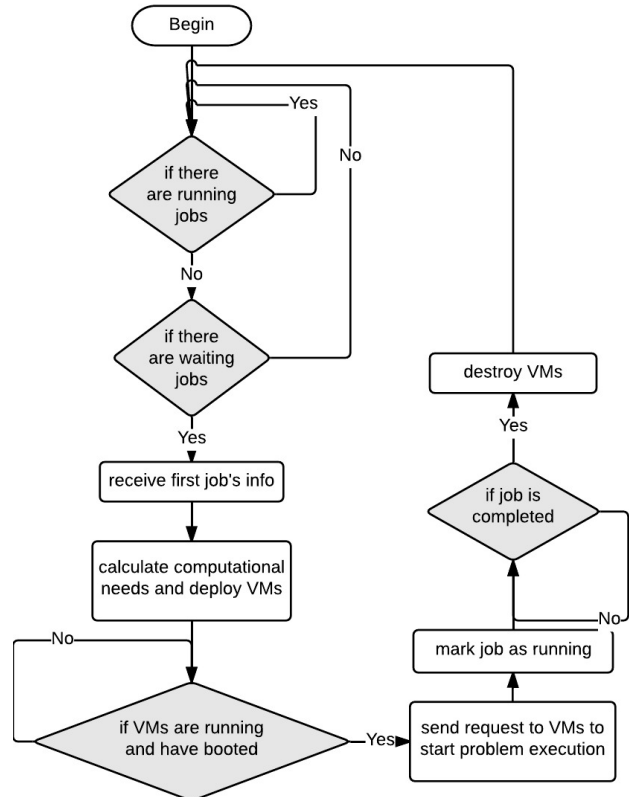 Begin
Yes
No
if there
are running
jobs
No
if there
are waiting
jobs
Yes
receive first job's info
calculate computational
needs and deploy VMs
No
if VMs are running
and have booted
Yes
send request to VMs to
start problem execution
mark job as running
No
if job is
completed
Yes
destroy VMs